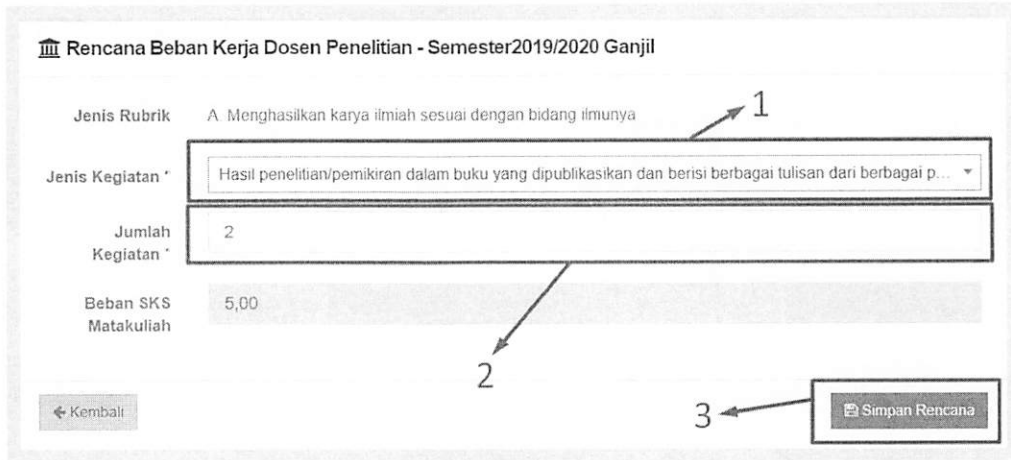 Rencana Beban Kerja Dosen Penelitian - Semester2019/2020 Ganjil
Jenis Rubrik A. Menghasilkan karya ilmiah sesuai dengan bidang ilmunya
1
Jenis Kegiatan * Hasil penelitian/pemikiran dalam buku yang dipublikasikan dan berisi berbagai tulisan dari berbagai p...
Jumlah
Kegiatan *
2
Beban SKS
Matakuliah
5,00
2
Kembali
3
Simpan Rencana